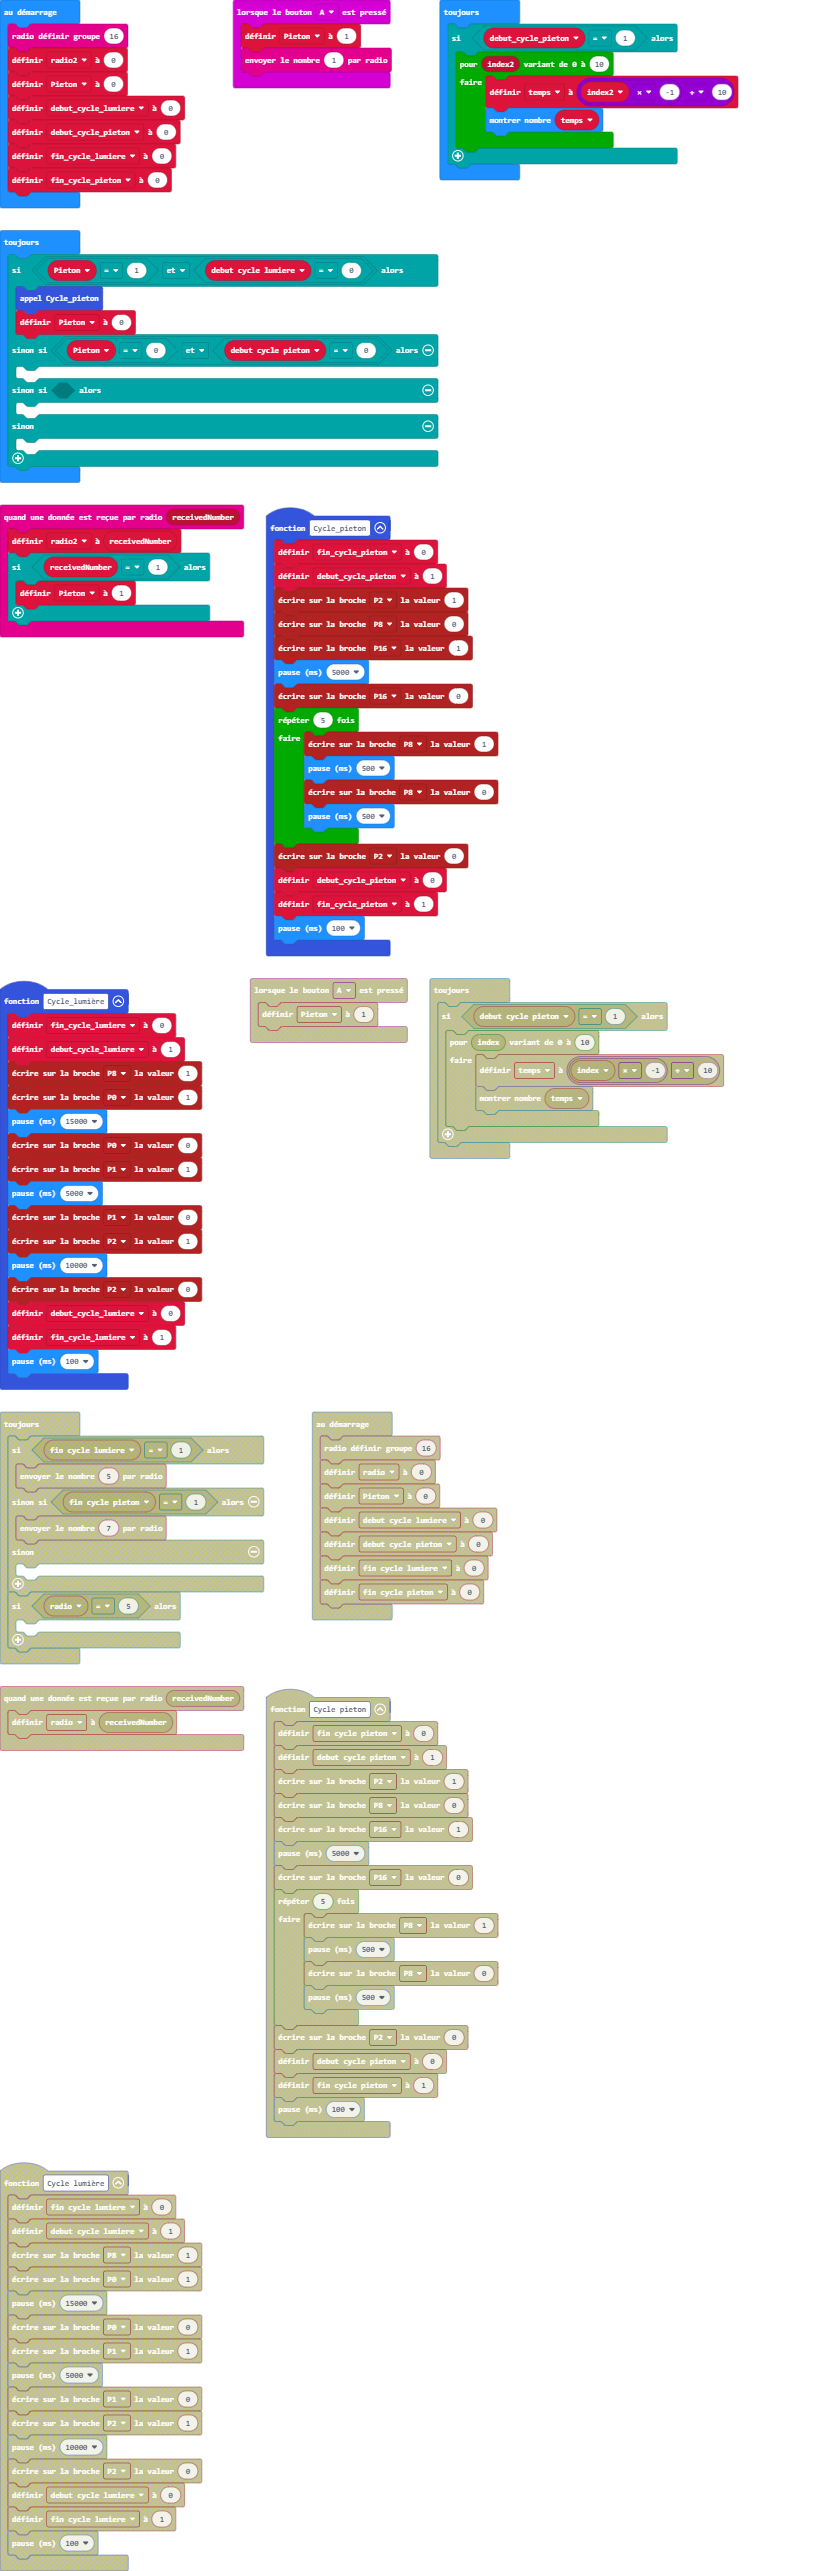 au démarrage
radio définir groupe 16
définir radio2 à 0
définir Pieton à 0
définir debut_cycle_lumiere à 0
définir debut_cycle_pieton à 0
définir fin_cycle_lumiere à 0
définir fin_cycle_pieton à 0
lorsque le bouton A est pressé
définir Pieton à 1
envoyer le nombre 1 par radio
toujours
si debut_cycle_pieton = 1 alors
pour index2 variant de 0 à 10
faire
définir temps à index2 × -1 + 10
montrer nombre temps
toujours
si Pieton = 1 et debut cycle lumiere = 0 alors
appel Cycle_pieton
définir Pieton à 0
sinon si Pieton = 0 et debut cycle pieton = 0 alors
sinon si alors
sinon
quand une donnée est reçue par radio receivedNumber
définir radio2 à receivedNumber
si receivedNumber = 1 alors
définir Pieton à 1
fonction Cycle_pieton
définir fin_cycle_pieton à 0
définir debut_cycle_pieton à 1
écrire sur la broche P2 la valeur 1
écrire sur la broche P8 la valeur 0
écrire sur la broche P16 la valeur 1
pause (ms) 5000
écrire sur la broche P16 la valeur 0
répéter 5 fois
faire
écrire sur la broche P8 la valeur 1
pause (ms) 500
écrire sur la broche P8 la valeur 0
pause (ms) 500
écrire sur la broche P2 la valeur 0
définir debut_cycle_pieton à 0
définir fin_cycle_pieton à 1
pause (ms) 100
fonction Cycle_lumière
définir fin_cycle_lumiere à 0
définir debut_cycle_lumiere à 1
écrire sur la broche P8 la valeur 1
écrire sur la broche P0 la valeur 1
pause (ms) 15000
écrire sur la broche P0 la valeur 0
écrire sur la broche P1 la valeur 1
pause (ms) 5000
écrire sur la broche P1 la valeur 0
écrire sur la broche P2 la valeur 1
pause (ms) 10000
écrire sur la broche P2 la valeur 0
définir debut_cycle_lumiere à 0
définir fin_cycle_lumiere à 1
pause (ms) 100
lorsque le bouton A est pressé
définir Pieton à 1
toujours
si debut cycle pieton = 1 alors
pour index variant de 0 à 10
faire
définir temps à index × -1 + 10
montrer nombre temps
toujours
si fin cycle lumiere = 1 alors
envoyer le nombre 5 par radio
sinon si fin cycle pieton = 1 alors
envoyer le nombre 7 par radio
sinon
si radio = 5 alors
au démarrage
radio définir groupe 16
définir radio à 0
définir Pieton à 0
définir debut cycle lumiere à 0
définir debut cycle pieton à 0
définir fin cycle lumiere à 0
définir fin cycle pieton à 0
quand une donnée est reçue par radio receivedNumber
définir radio à receivedNumber
fonction Cycle pieton
définir fin cycle pieton à 0
définir debut cycle pieton à 1
écrire sur la broche P2 la valeur 1
écrire sur la broche P8 la valeur 0
écrire sur la broche P16 la valeur 1
pause (ms) 5000
écrire sur la broche P16 la valeur 0
répéter 5 fois
faire
écrire sur la broche P8 la valeur 1
pause (ms) 500
écrire sur la broche P8 la valeur 0
pause (ms) 500
écrire sur la broche P2 la valeur 0
définir debut cycle pieton à 0
définir fin cycle pieton à 1
pause (ms) 100
fonction Cycle lumière
définir fin cycle lumiere à 0
définir debut cycle lumiere à 1
écrire sur la broche P8 la valeur 1
écrire sur la broche P0 la valeur 1
pause (ms) 15000
écrire sur la broche P0 la valeur 0
écrire sur la broche P1 la valeur 1
pause (ms) 5000
écrire sur la broche P1 la valeur 0
écrire sur la broche P2 la valeur 1
pause (ms) 10000
écrire sur la broche P2 la valeur 0
définir debut cycle lumiere à 0
définir fin cycle lumiere à 1
pause (ms) 100